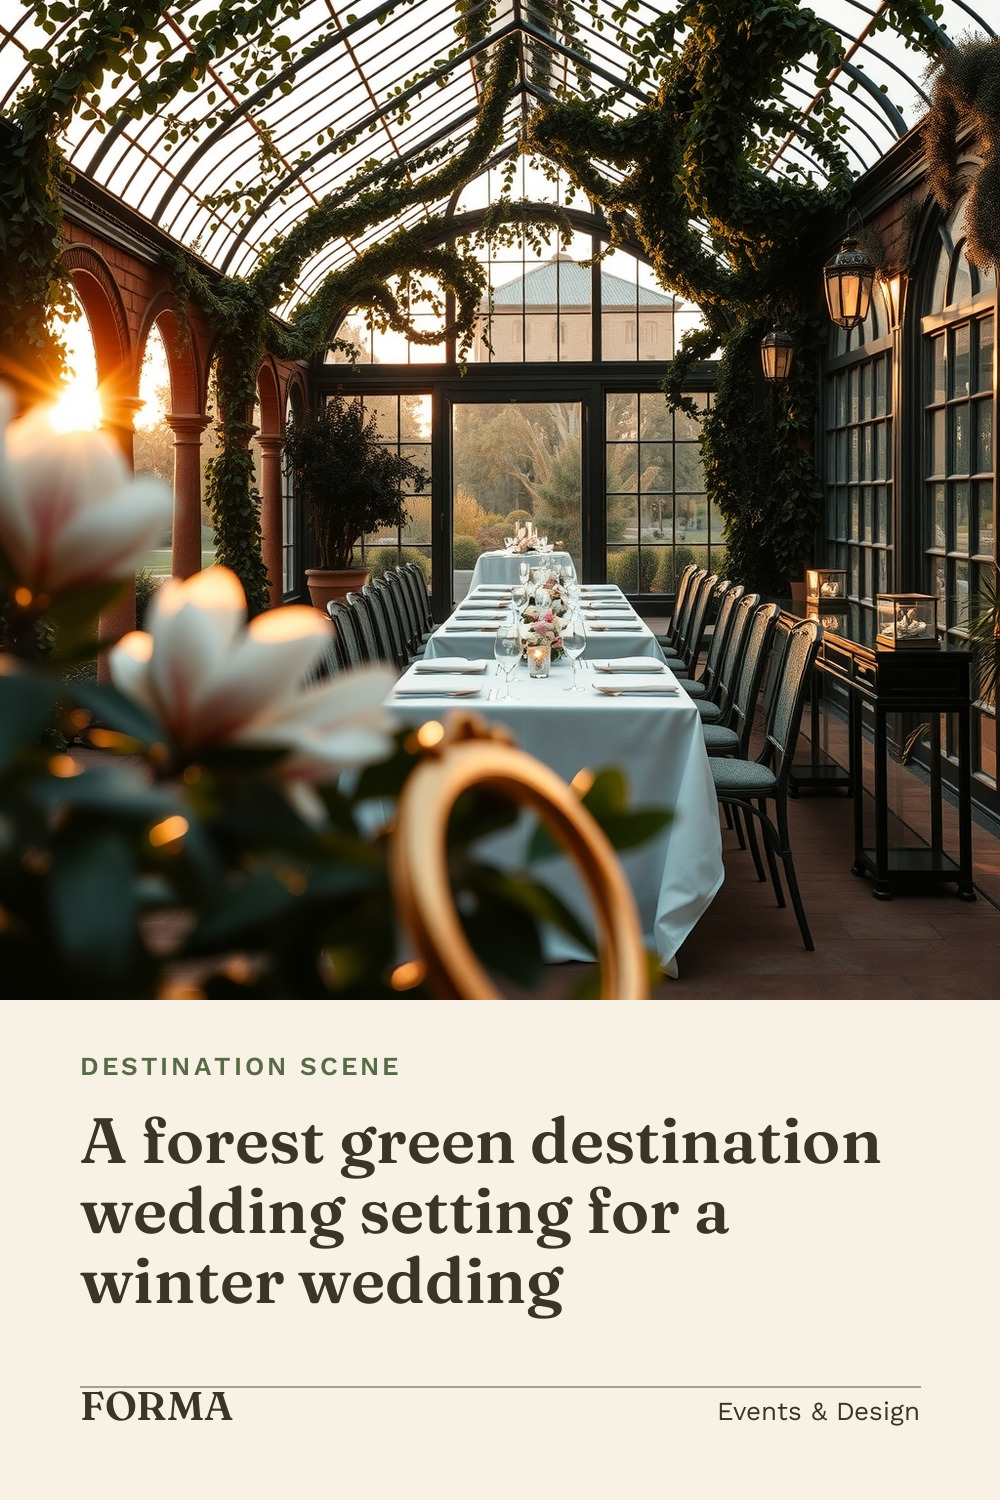 DESTINATION SCENE
A forest green destination
wedding setting for a
winter wedding
FORMA
Events & Design